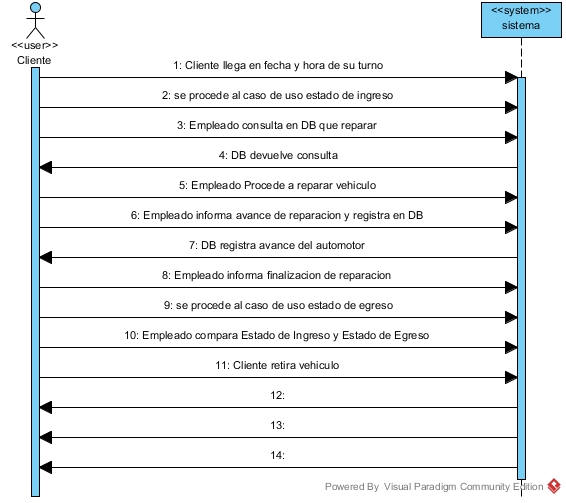 <<user>>
Cliente
<<system>>
sistema
1: Cliente llega en fecha y hora de su turno
2: se procede al caso de uso estado de ingreso
3: Empleado consulta en DB que reparar
4: DB devuelve consulta
5: Empleado Procede a reparar vehiculo
6: Empleado informa avance de reparacion y registra en DB
7: DB registra avance del automotor
8: Empleado informa finalizacion de reparacion
9: se procede al caso de uso estado de egreso
10: Empleado compara Estado de Ingreso y Estado de Egreso
11: Cliente retira vehiculo
12:
13:
14:
Powered By Visual Paradigm Community Edition